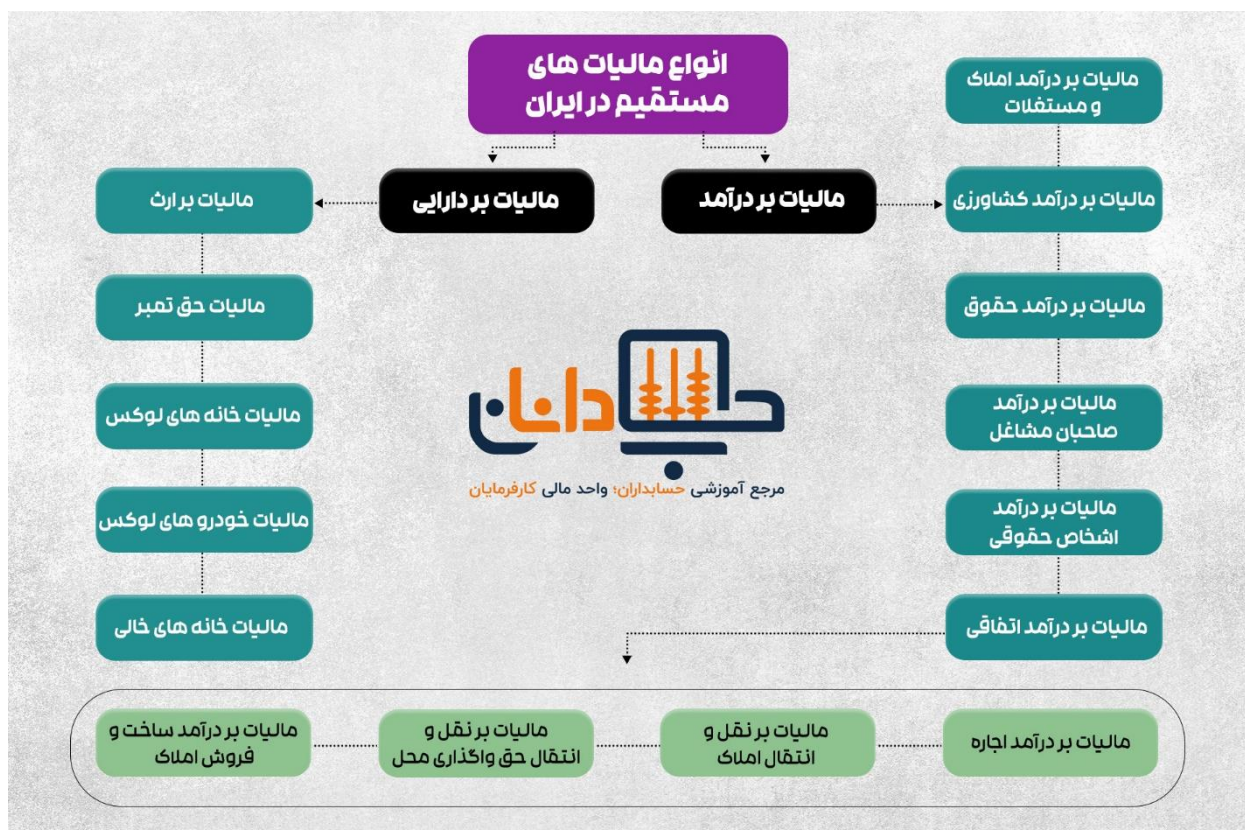 انواع مالیات های
مستقیم در ایران
مالیات بر درآمد
مالیات بر دارایی
مالیات بر درآمد املاک
و مستغلات
مالیات بر درآمد کشاورزی
مالیات بر درآمد حقوق
مالیات بر درآمد
صاحبان مشاغل
مالیات بر درآمد
اشخاص حقوقی
مالیات بر درآمد اتفاقی
مالیات بر ارث
مالیات حق تمبر
مالیات خانه های لوکس
مالیات خودرو های لوکس
مالیات خانه های خالی
حسابدانان
مرجع آموزشی حسابداران؛ واحد مالی کارفرمایان
مالیات بر درآمد اجاره
مالیات بر نقل و
انتقال املاک
مالیات بر نقل و
انتقال حق واگذاری محل
مالیات بر درآمد ساخت و
فروش املاک